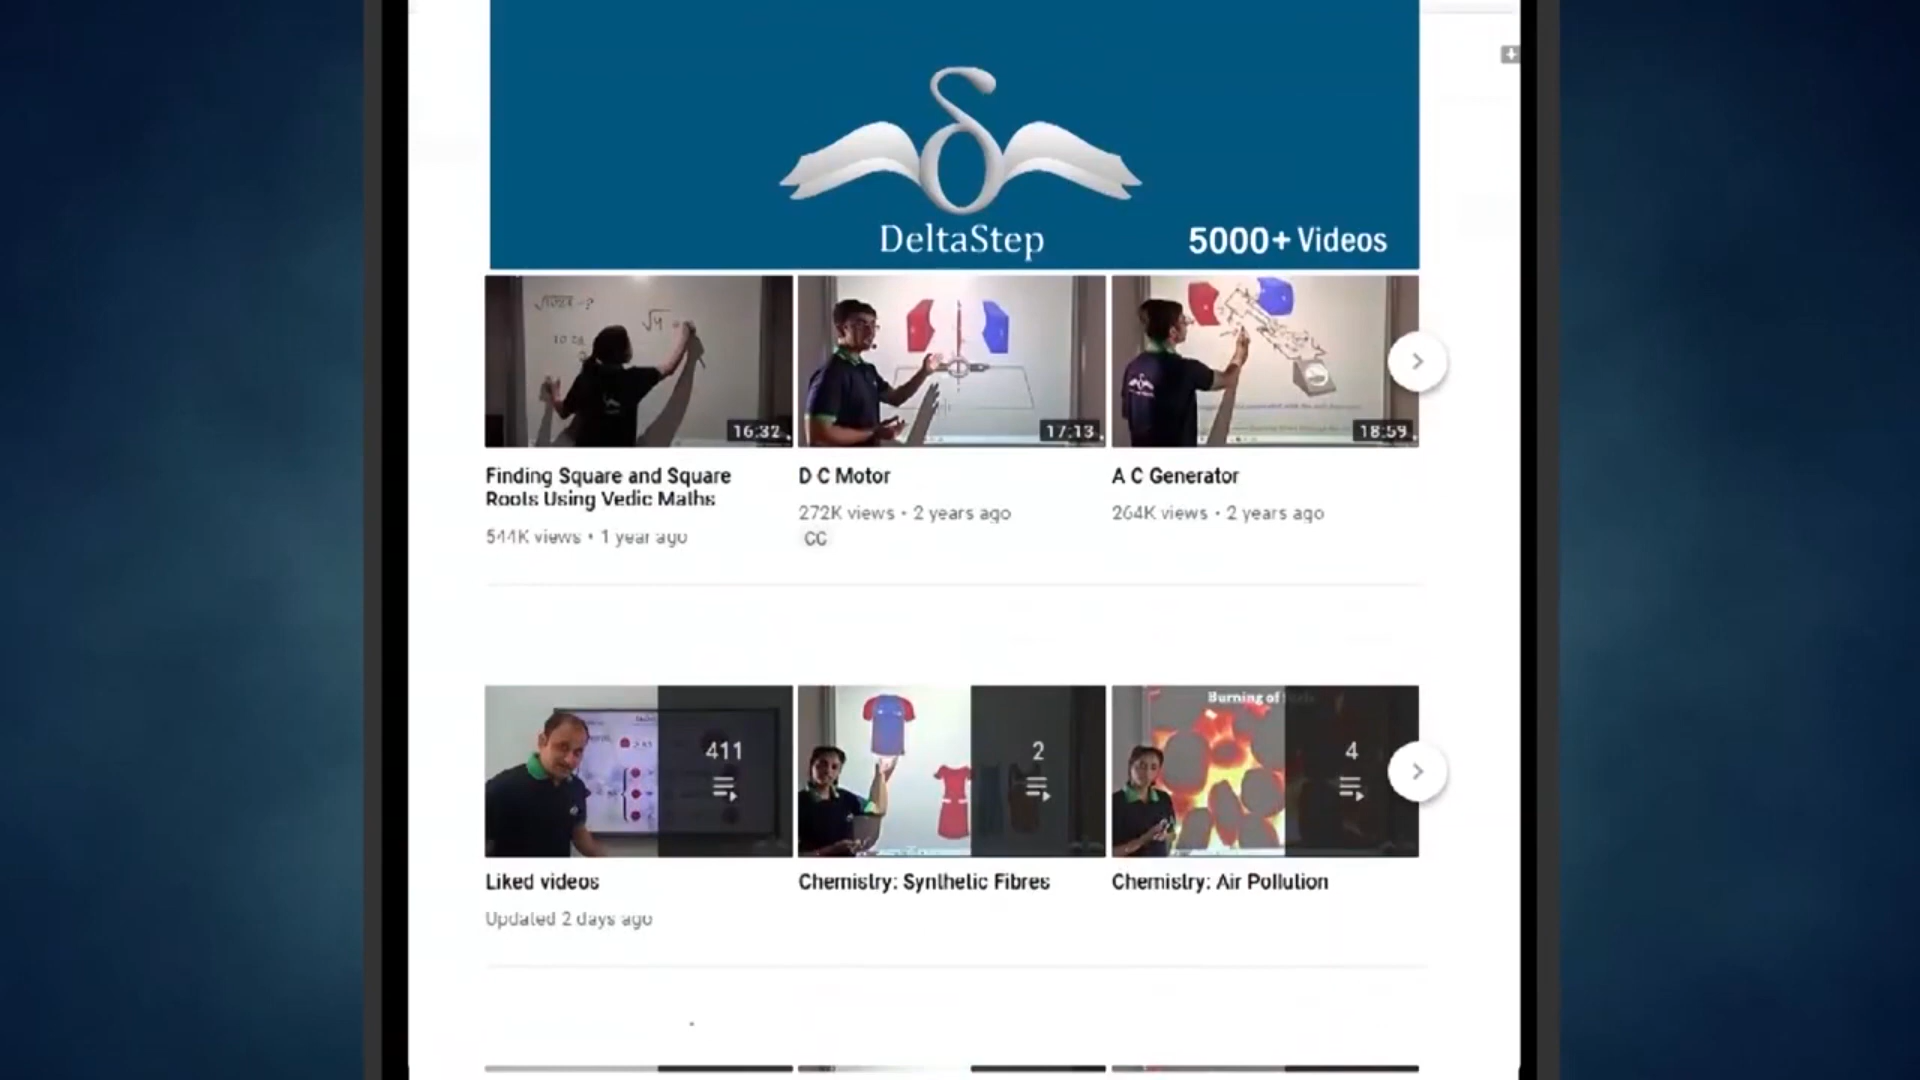 DeltaStep
5000+ Videos
16:32
17:13
18:59
Finding Square and Square
Roots Using Vedic Maths
544K views • 1 year ago
D C Motor
272K views • 2 years ago
CC
A C Generator
264K views • 2 years ago
411
2
Burning of
4
Liked videos
Updated 2 days ago
Chemistry: Synthetic Fibres
Chemistry: Air Pollution